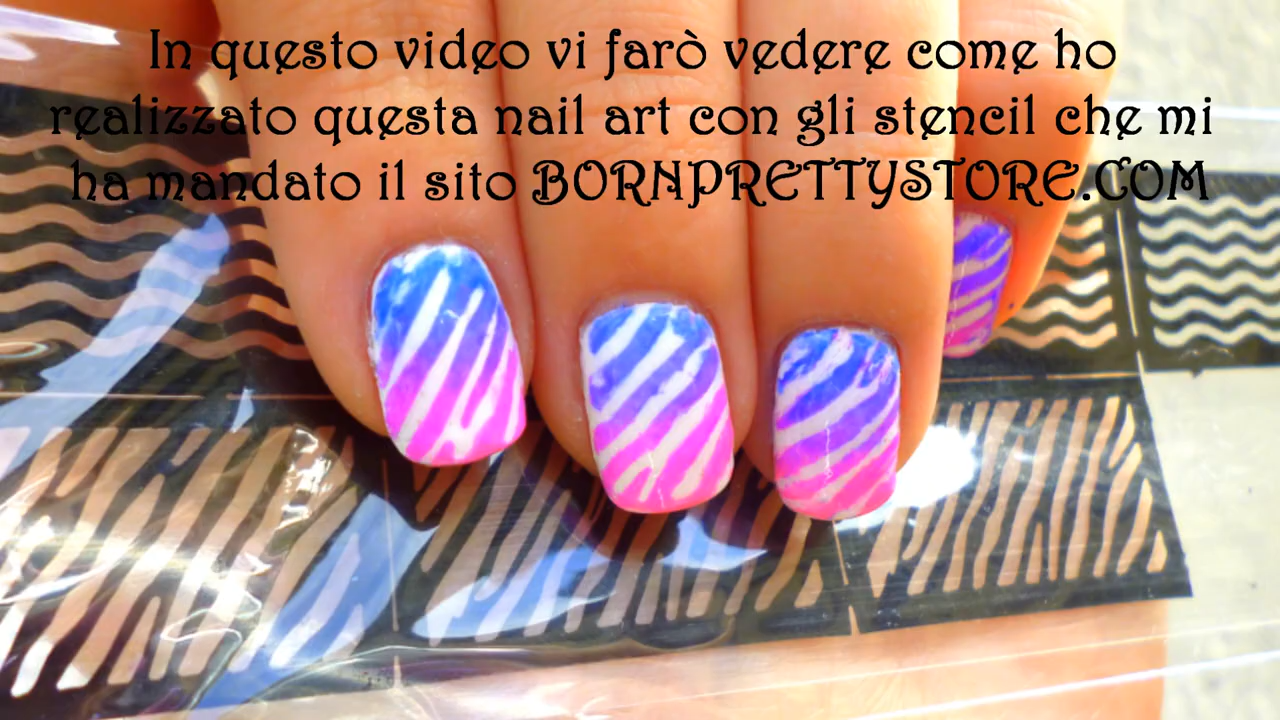 In questo video vi farò vedere come ho
realizzato questa nail art con gli stencil che mi
ha mandato il sito BORNPRETTYSTORE.COM